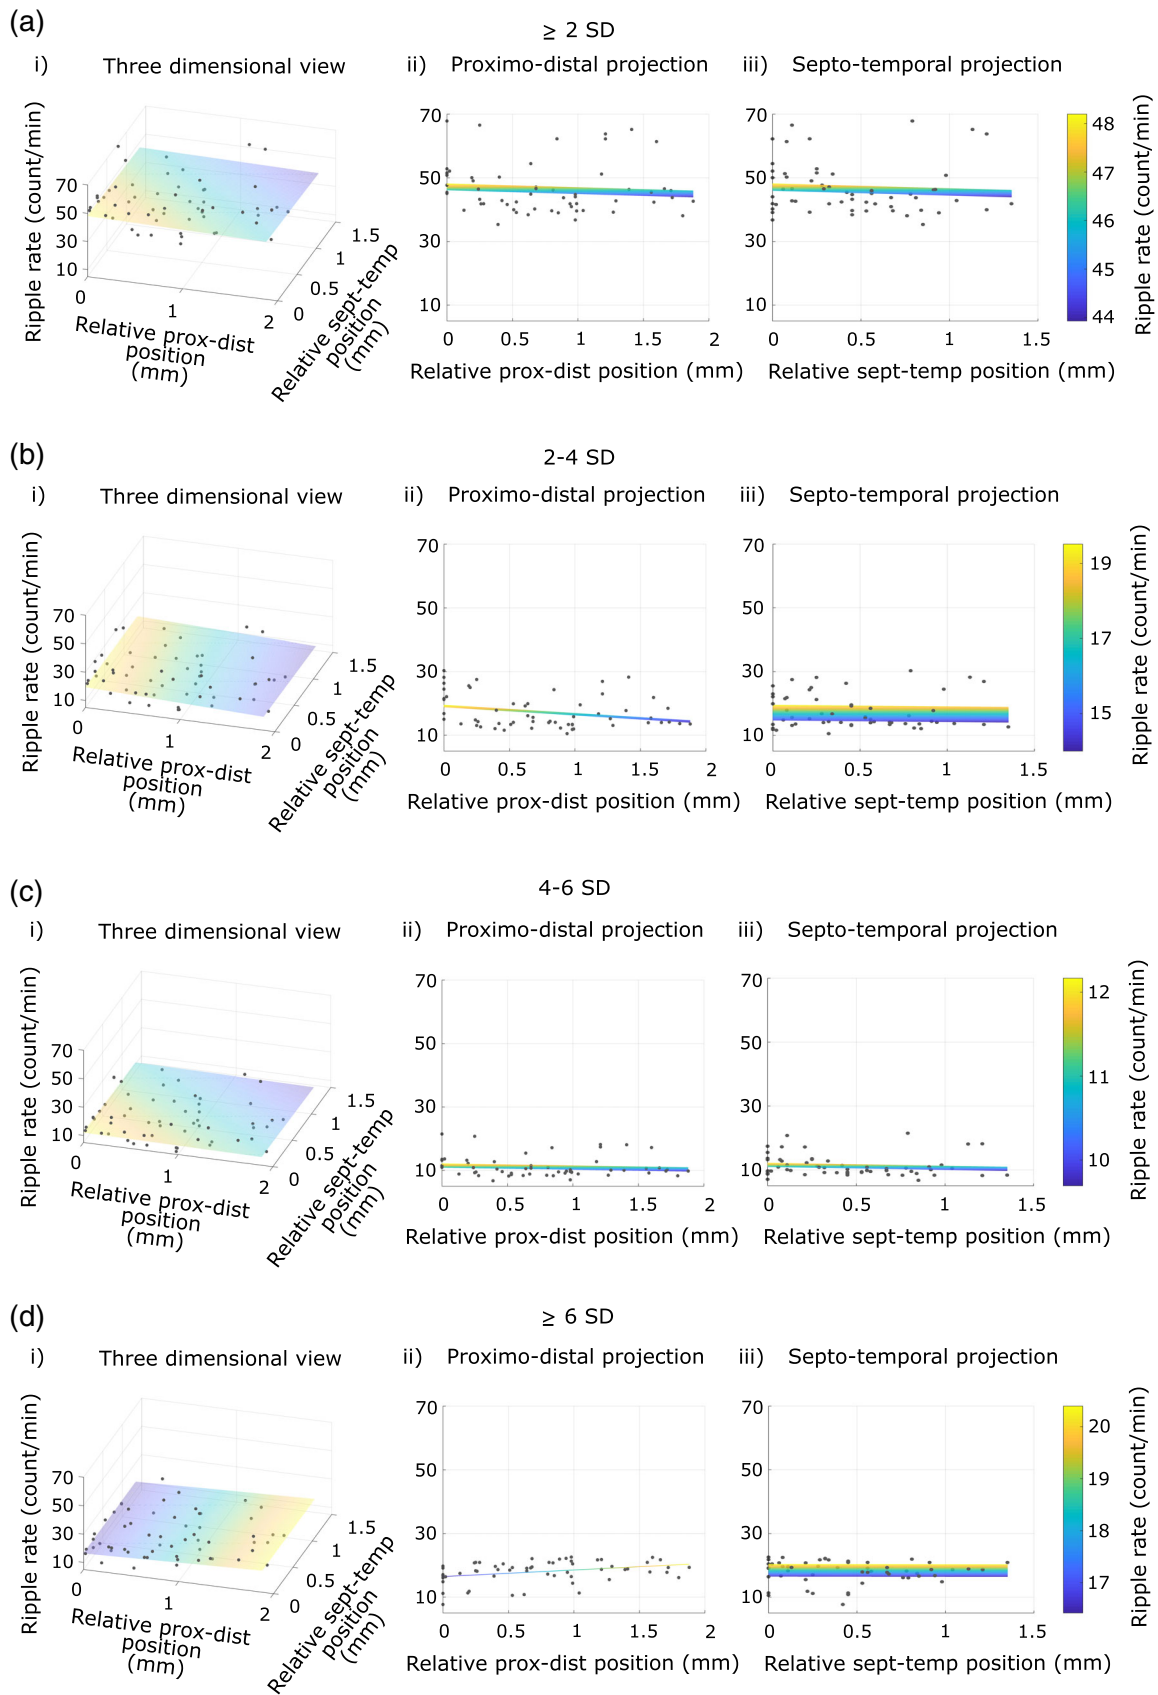 (a)
≥ 2 SD
i) Three dimensional view
ii) Proximo-distal projection
iii) Septo-temporal projection
Ripple rate (count/min)
70
50
30
10
0
1
2
0
0.5
1
1.5
Relative prox-dist
position
(mm)
Relative sept-temp
position
(mm)
70
50
30
10
0
0.5
1
1.5
2
Relative prox-dist position (mm)
70
50
30
10
0
0.5
1
1.5
Relative sept-temp position (mm)
48
47
46
45
44
Ripple rate (count/min)
(b)
2-4 SD
i) Three dimensional view
ii) Proximo-distal projection
iii) Septo-temporal projection
Ripple rate (count/min)
70
50
30
10
0
1
2
0
0.5
1
1.5
Relative prox-dist
position
(mm)
Relative sept-temp
position
(mm)
70
50
30
10
0
0.5
1
1.5
2
Relative prox-dist position (mm)
70
50
30
10
0
0.5
1
1.5
Relative sept-temp position (mm)
19
17
15
Ripple rate (count/min)
(c)
4-6 SD
i) Three dimensional view
ii) Proximo-distal projection
iii) Septo-temporal projection
Ripple rate (count/min)
70
50
30
10
0
1
2
0
0.5
1
1.5
Relative prox-dist
position
(mm)
Relative sept-temp
position
(mm)
70
50
30
10
0
0.5
1
1.5
2
Relative prox-dist position (mm)
70
50
30
10
0
0.5
1
1.5
Relative sept-temp position (mm)
12
11
10
Ripple rate (count/min)
(d)
≥ 6 SD
i) Three dimensional view
ii) Proximo-distal projection
iii) Septo-temporal projection
Ripple rate (count/min)
70
50
30
10
0
1
2
0
0.5
1
1.5
Relative prox-dist
position
(mm)
Relative sept-temp
position
(mm)
70
50
30
10
0
0.5
1
1.5
2
Relative prox-dist position (mm)
70
50
30
10
0
0.5
1
1.5
Relative sept-temp position (mm)
20
19
18
17
Ripple rate (count/min)